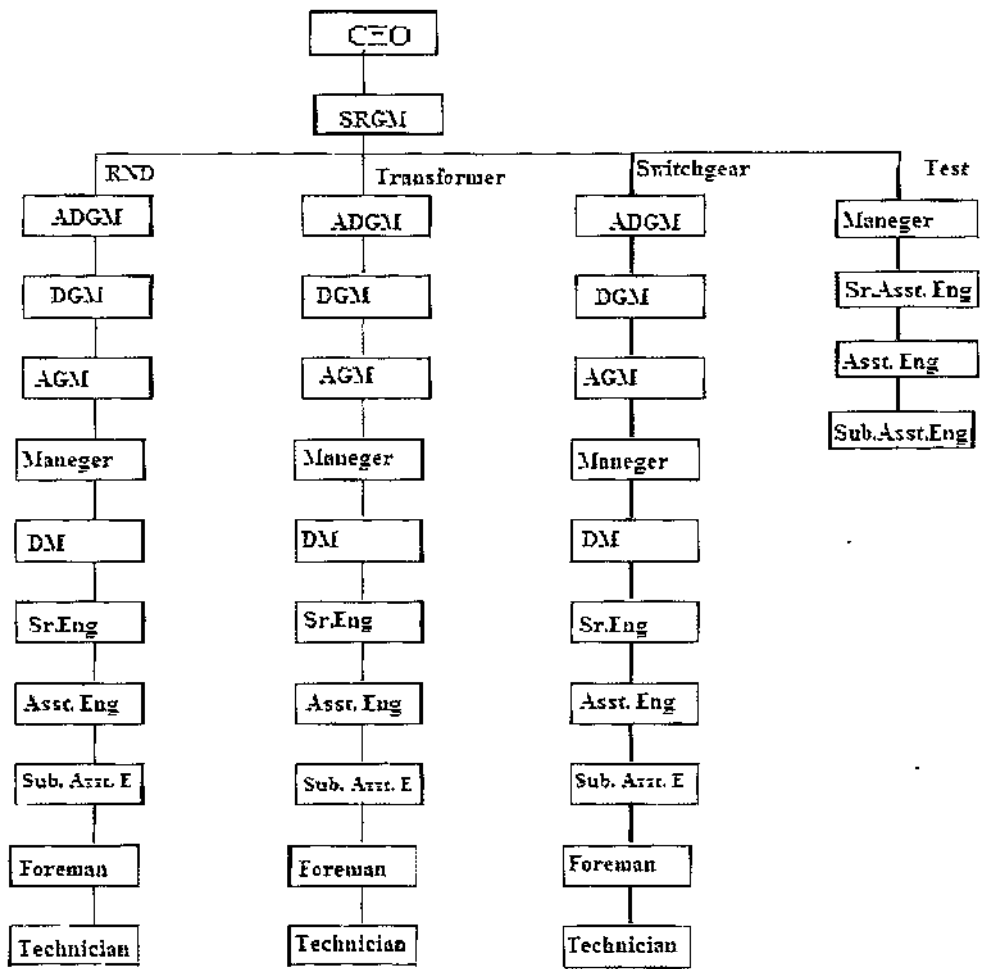 CEO
SRGM
RND
Transformer
Switchgear
Test
ADGM
ADGM
ADGM
Maneger
DGM
DGM
DGM
Sr.Asst. Eng
AGM
AGM
AGM
Asst. Eng
Maneger
Maneger
Maneger
Sub.Asst.Eng
DM
DM
DM
Sr.Eng
Sr.Eng
Sr.Eng
Asst. Eng
Asst. Eng
Asst. Eng
Sub. Asst. E
Sub. Asst. E
Sub. Asst. E
Foreman
Foreman
Foreman
Technician
Technician
Technician